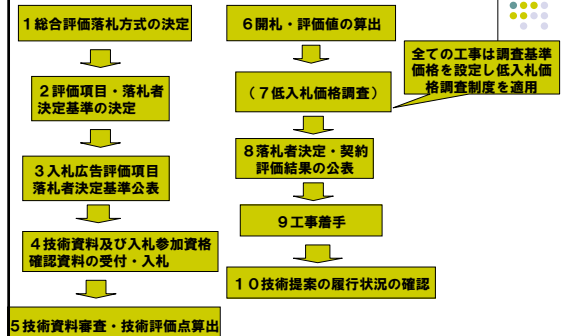 １総合評価落札方式の決定
２評価項目・落札者
決定基準の決定
３入札広告評価項目
落札者決定基準公表
４技術資料及び入札参加資格
確認資料の受付・入札
５技術資料審査・技術評価点算出
６開札・評価値の算出
（７低入札価格調査）
全ての工事は調査基準
価格を設定し低入札価
格調査制度を適用
８落札者決定・契約
評価結果の公表
９工事着手
１０技術提案の履行状況の確認